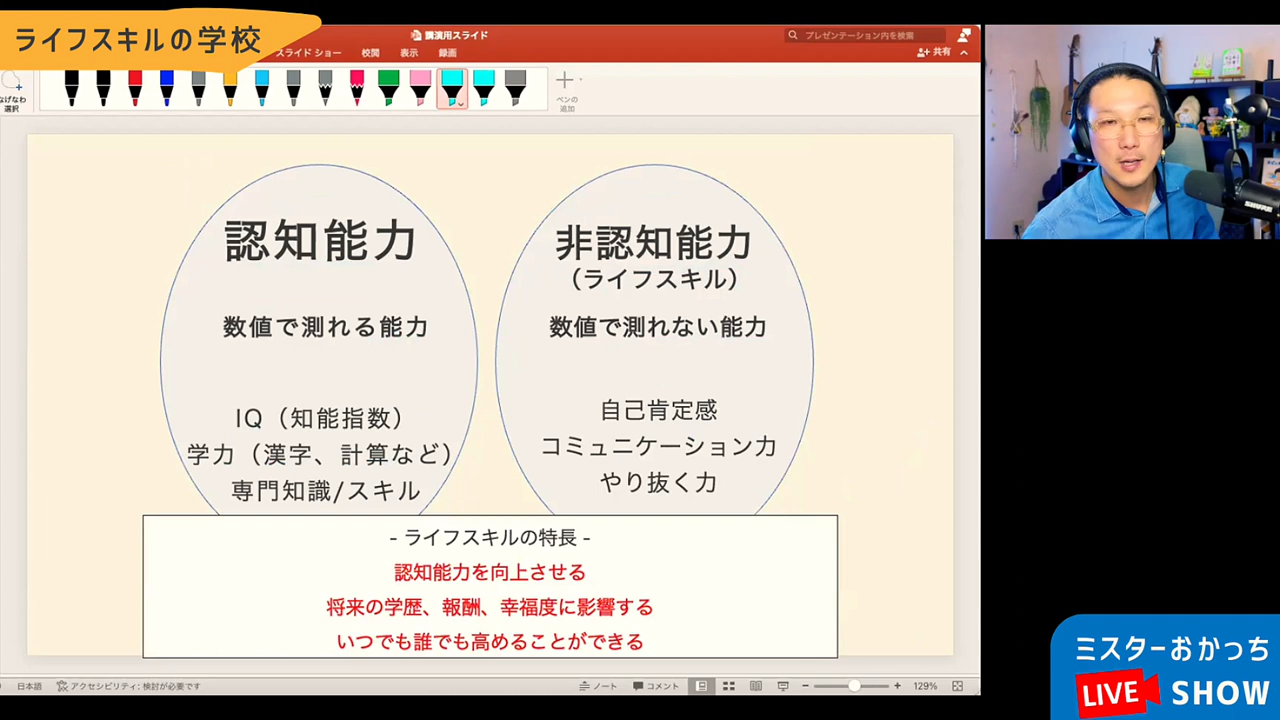 ライフスキルの学校
講演用スライド
プレゼンテーション内を検索
スライド ショー
校閲
表示
録画
共有
なげなわ
選択
ペンの
追加
認知能力
数値で測れる能力
IQ（知能指数）
学力（漢字、計算など）
専門知識/スキル
非認知能力
（ライフスキル）
数値で測れない能力
自己肯定感
コミュニケーション力
やり抜く力
- ライフスキルの特長 -
認知能力を向上させる
将来の学歴、報酬、幸福度に影響する
いつでも誰でも高めることができる
日本語
アクセシビリティ: 検討が必要です
ノート
コメント
129%
SHURE
ミスターおかっち
LIVE SHOW